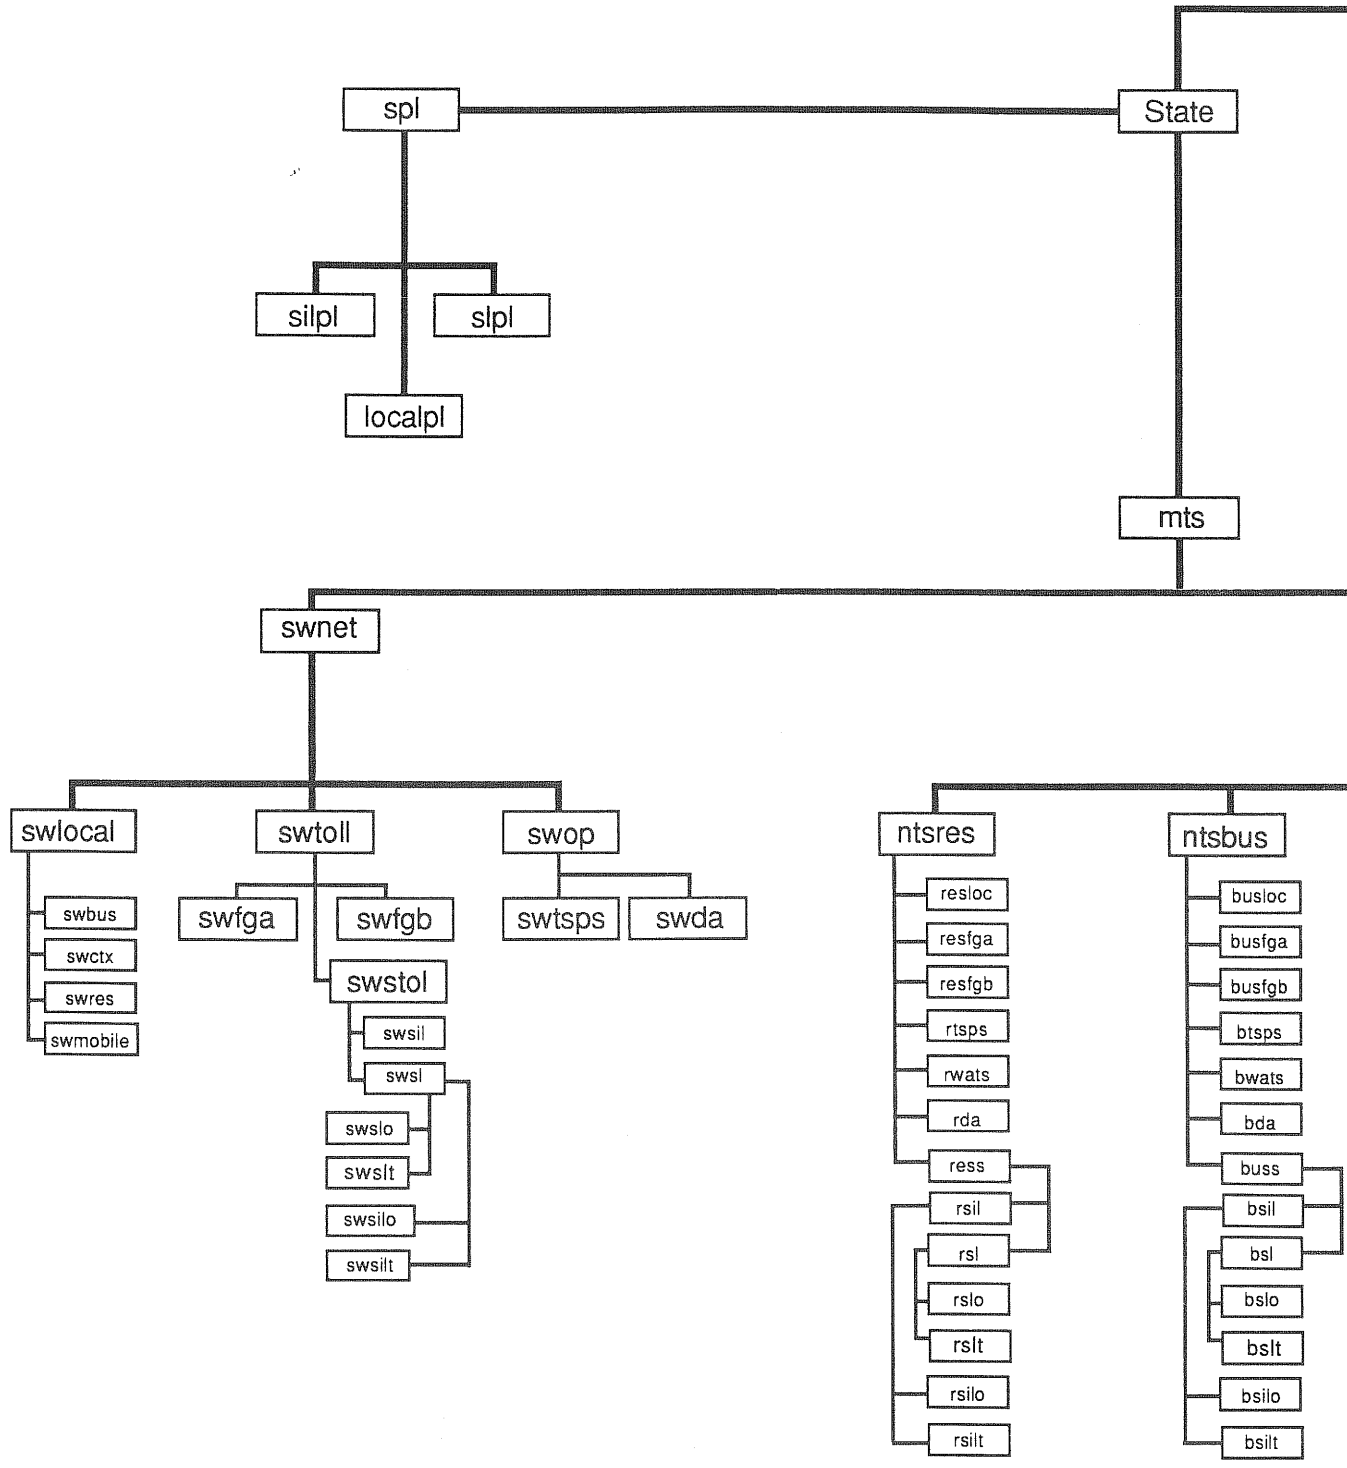 spl
State
silpl
slpl
localpl
mts
swnet
swlocal
swtoll
swop
ntsres
ntsbus
swbus
swctx
swres
swmobile
swfga
swfgb
swstol
swsil
swsl
swslo
swslt
swsilo
swsilt
swtsps
swda
resloc
resfga
resfgb
rtsps
rwats
rda
ress
rsil
rsl
rslo
rslt
rsilo
rsilt
busloc
busfga
busfgb
btsps
bwats
bda
buss
bsil
bsl
bslo
bslt
bsilo
bsilt